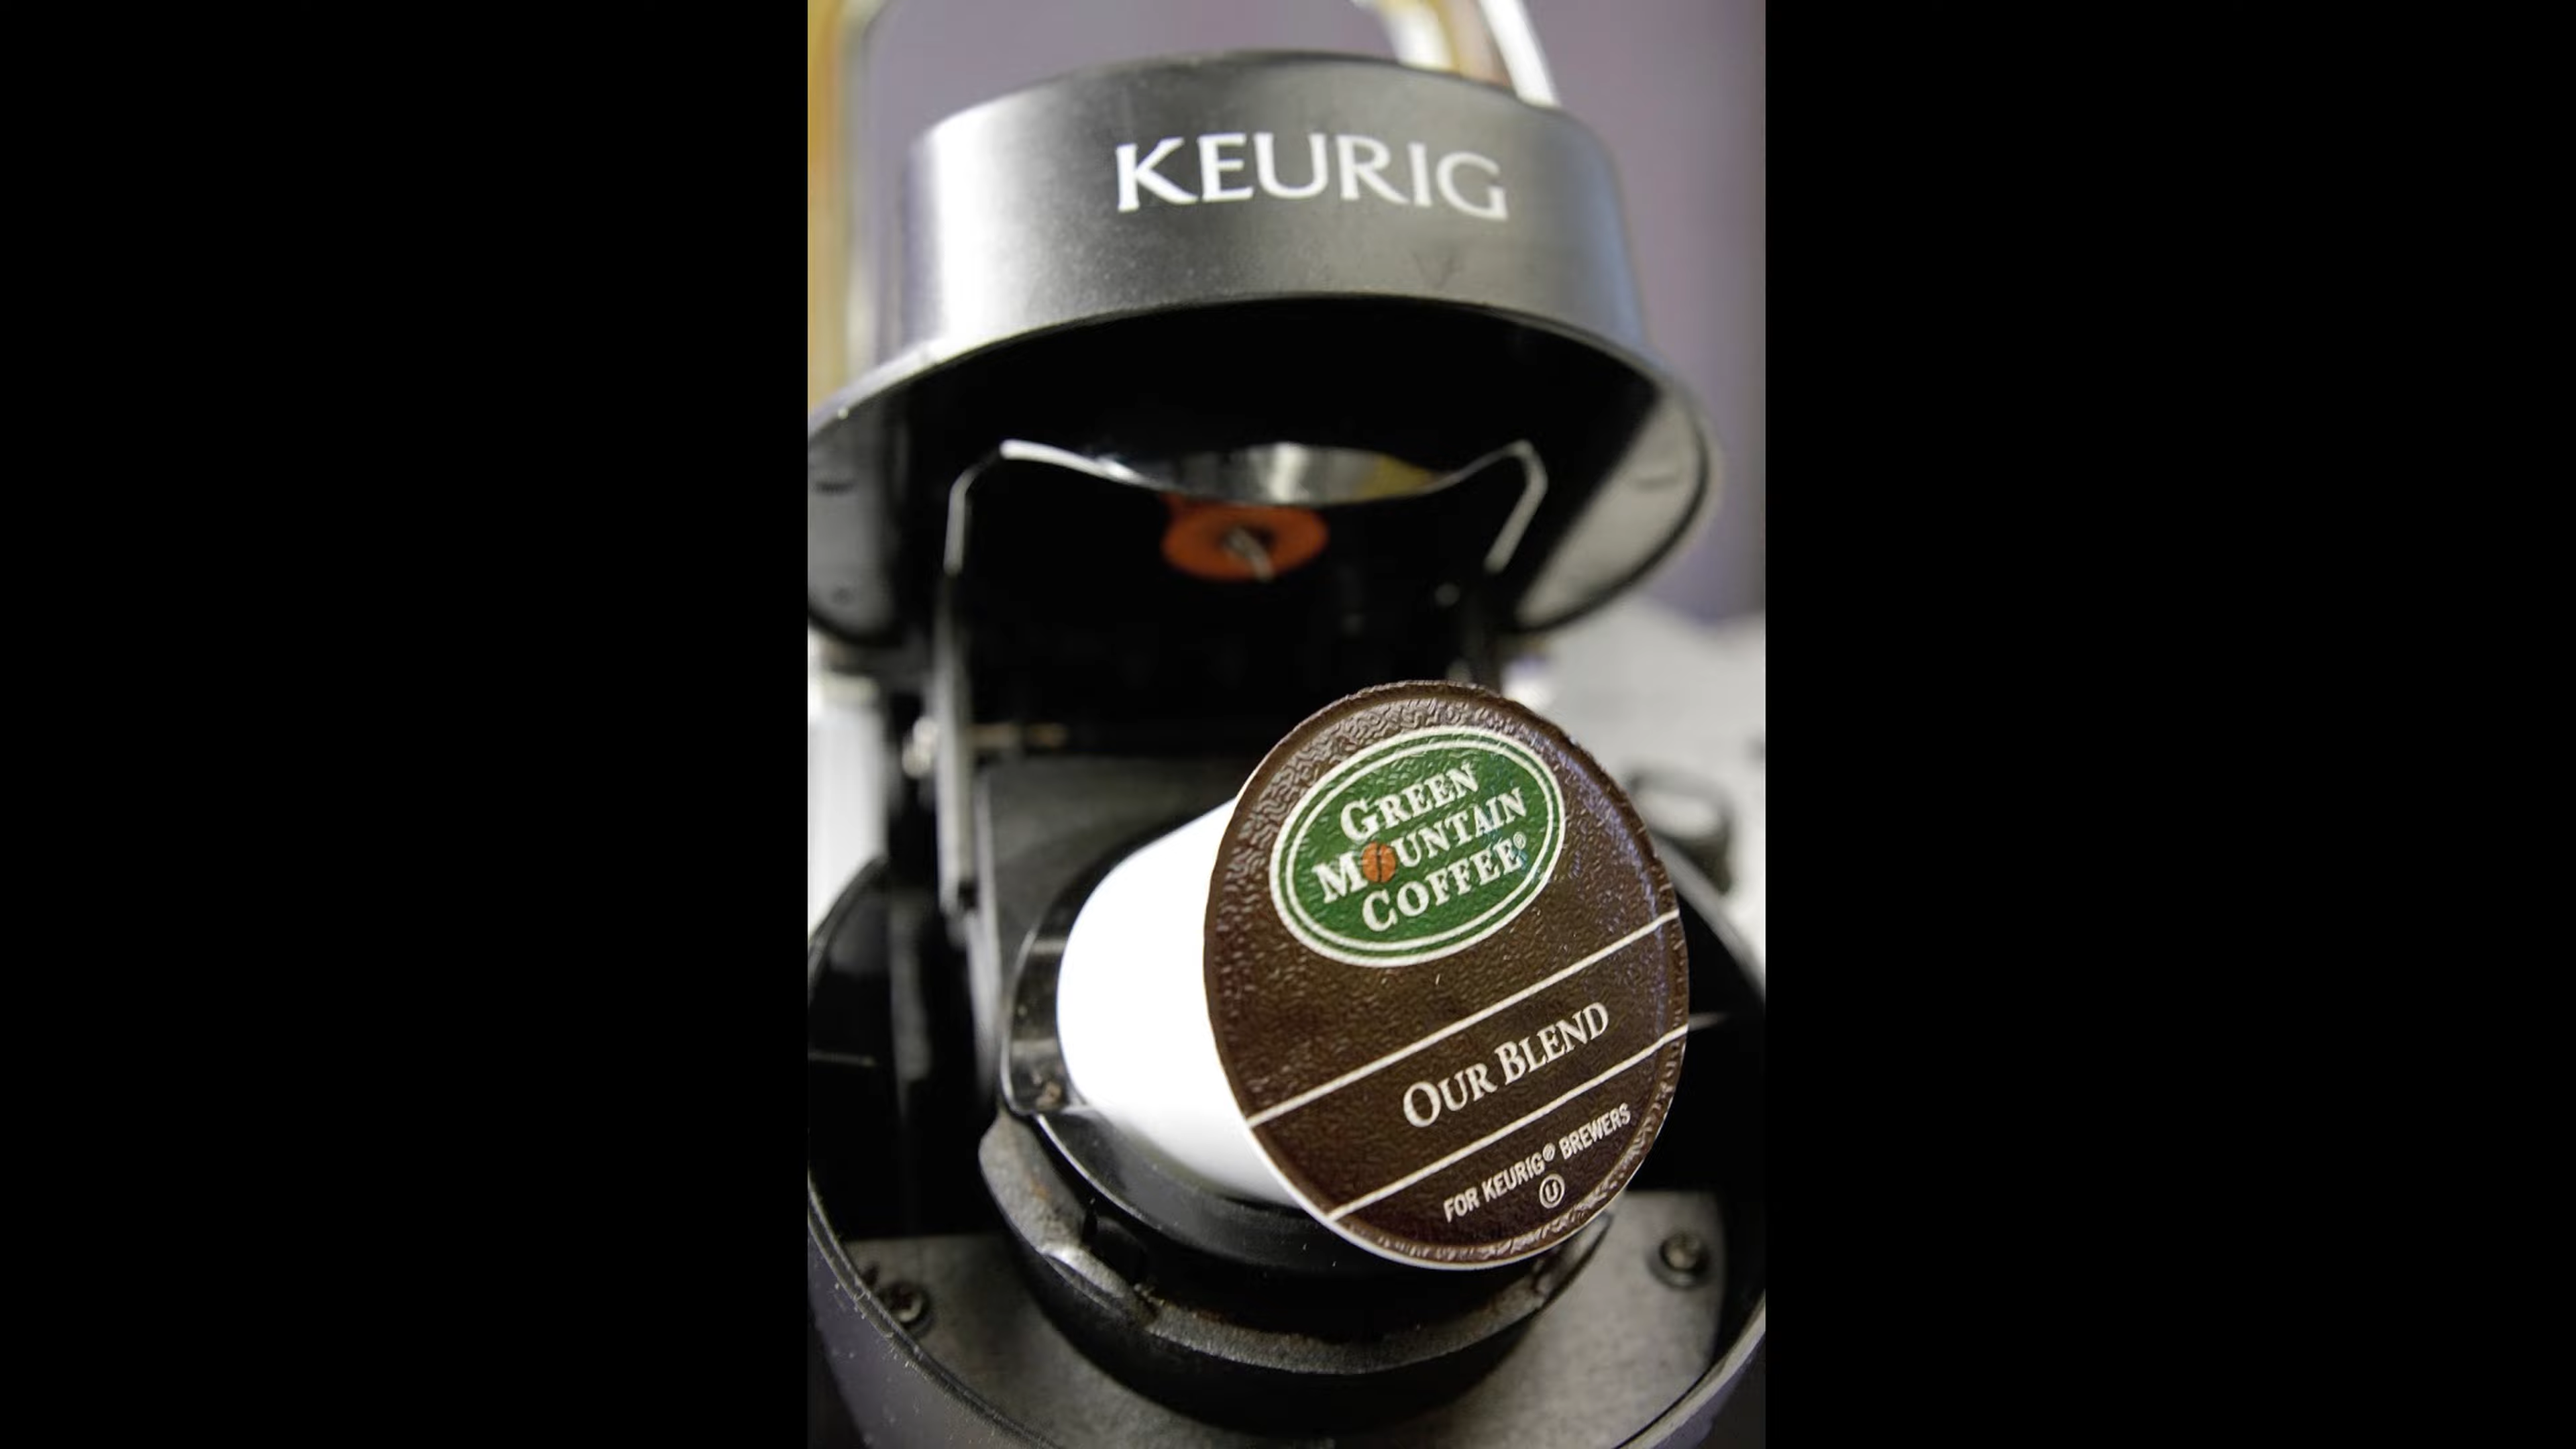 KEURIG
GREEN
MOUNTAIN
COFFEE®
OUR BLEND
FOR KEURIG® BREWERS
U